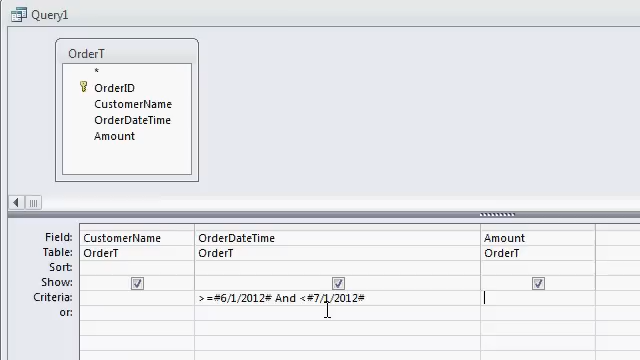 Query1
OrderT
*
OrderID
CustomerName
OrderDateTime
Amount
Field: CustomerName OrderDateTime Amount
Table: OrderT OrderT OrderT
Sort:
Show:
Criteria: >=#6/1/2012# And <#7/1/2012#
or: